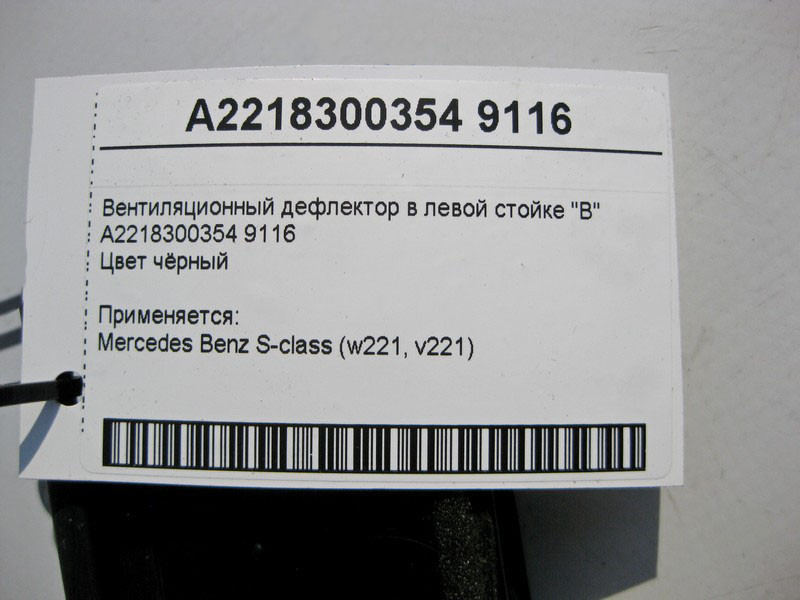 A2218300354 9116
Вентиляционный дефлектор в левой стойке "B"
A2218300354 9116
Цвет чёрный
Применяется:
Mercedes Benz S-class (w221, v221)